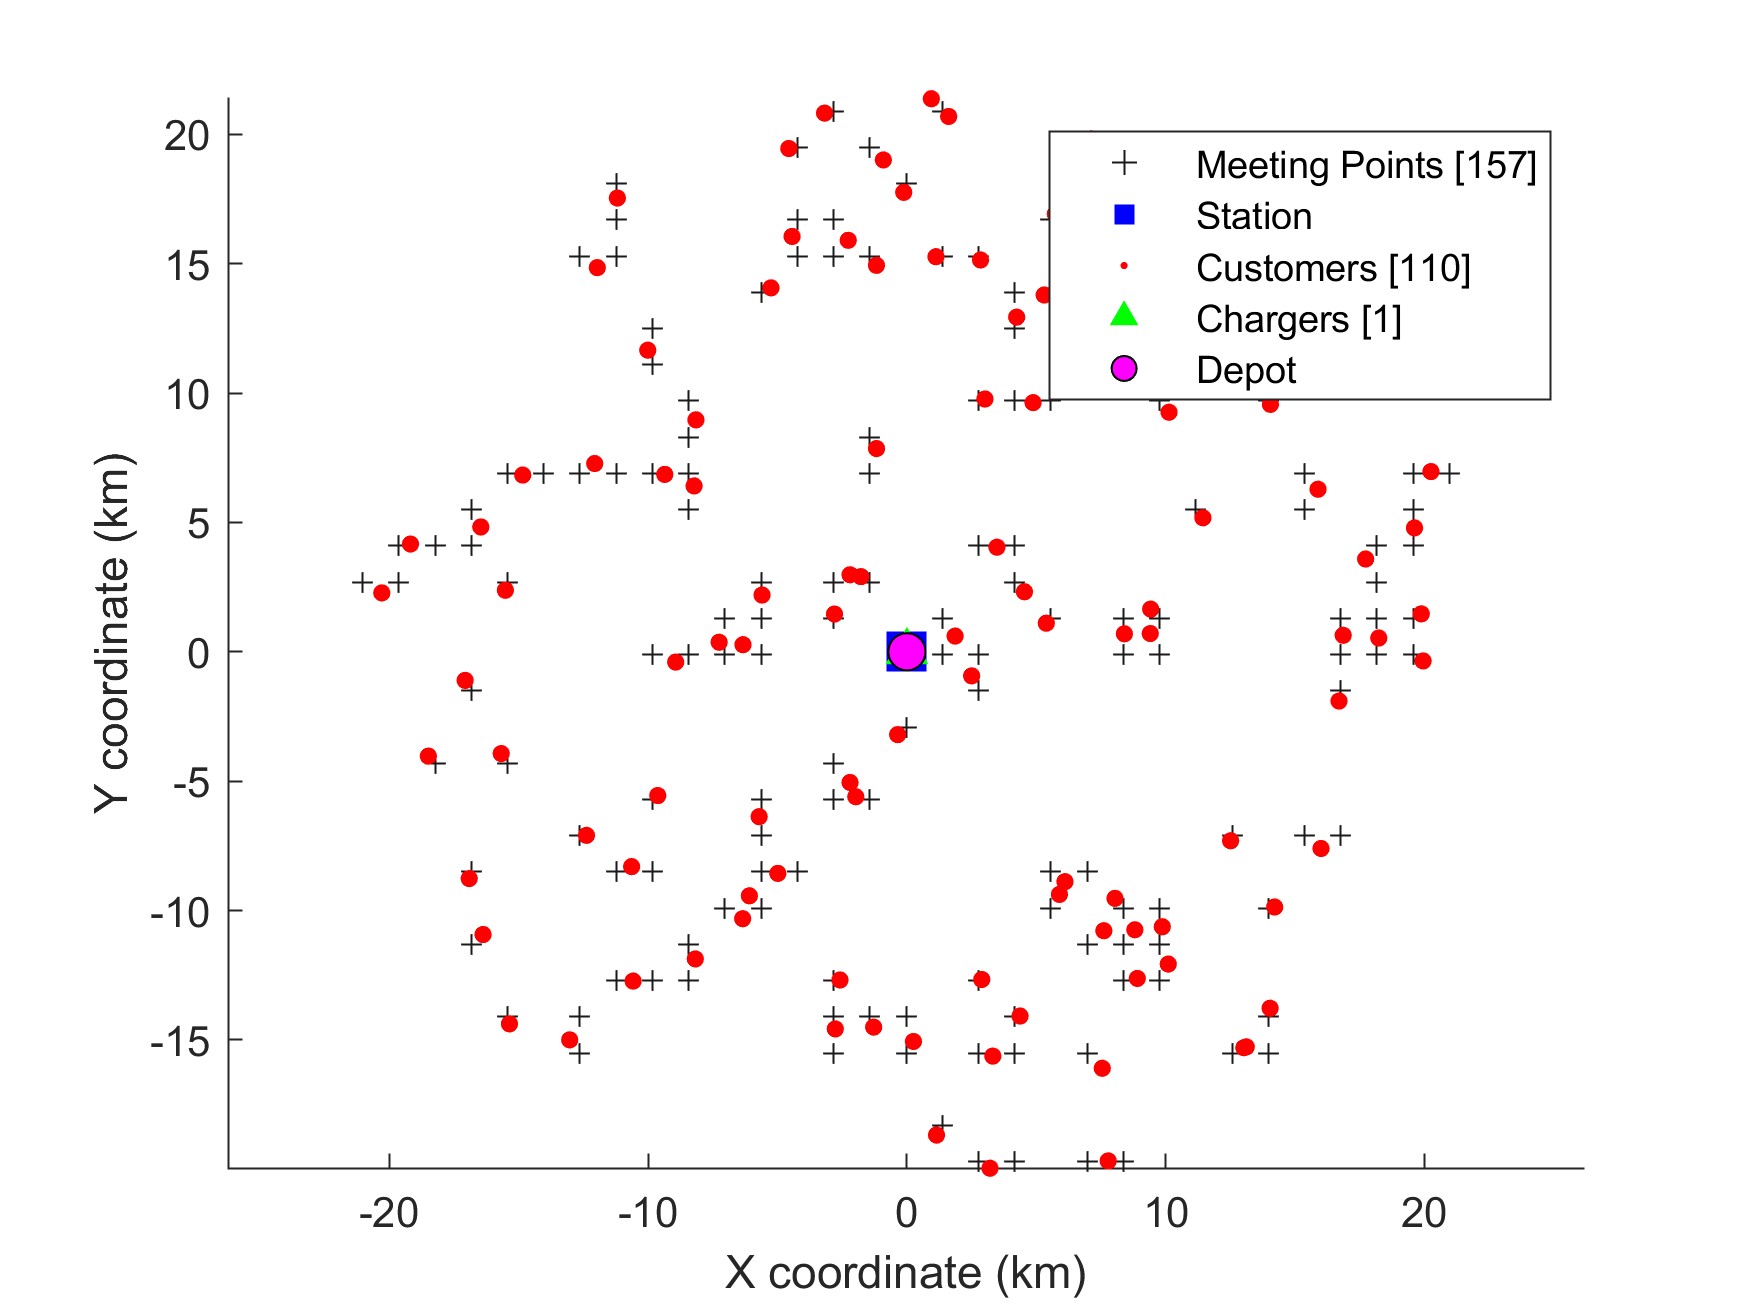 20
15
10
5
0
-5
-10
-15
Y coordinate (km)
-20
-10
0
10
20
X coordinate (km)
Meeting Points [157]
Station
Customers [110]
Chargers [1]
Depot